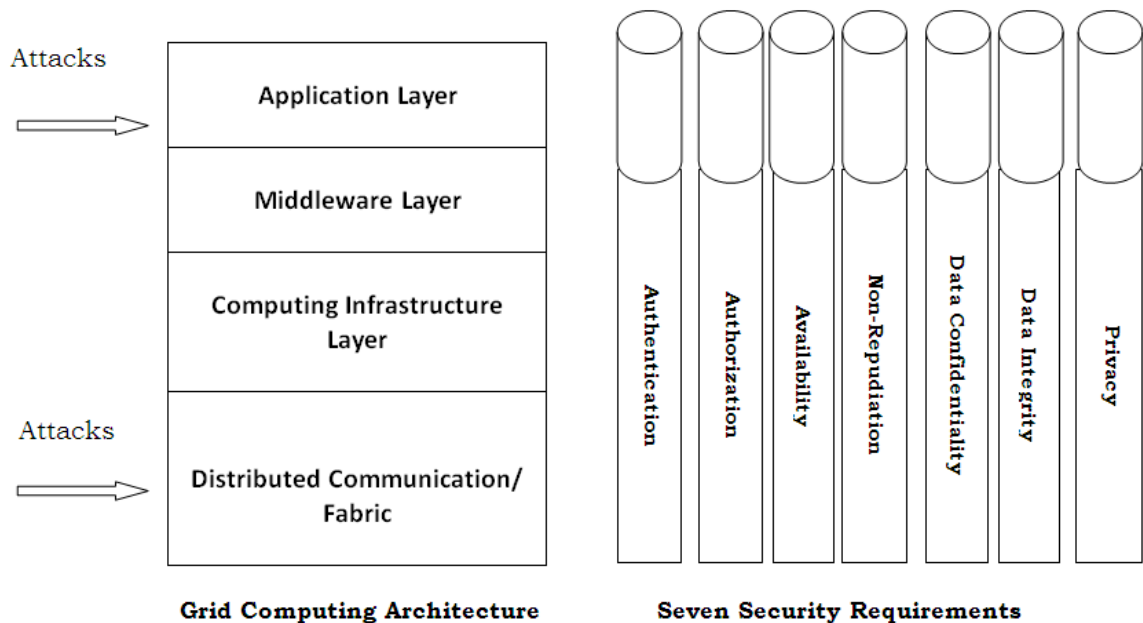 Attacks
Application Layer
Middleware Layer
Computing Infrastructure
Layer
Attacks
Distributed Communication/
Fabric
Grid Computing Architecture
Authentication
Authorization
Availability
Non-Repudiation
Data Confidentiality
Data Integrity
Privacy
Seven Security Requirements